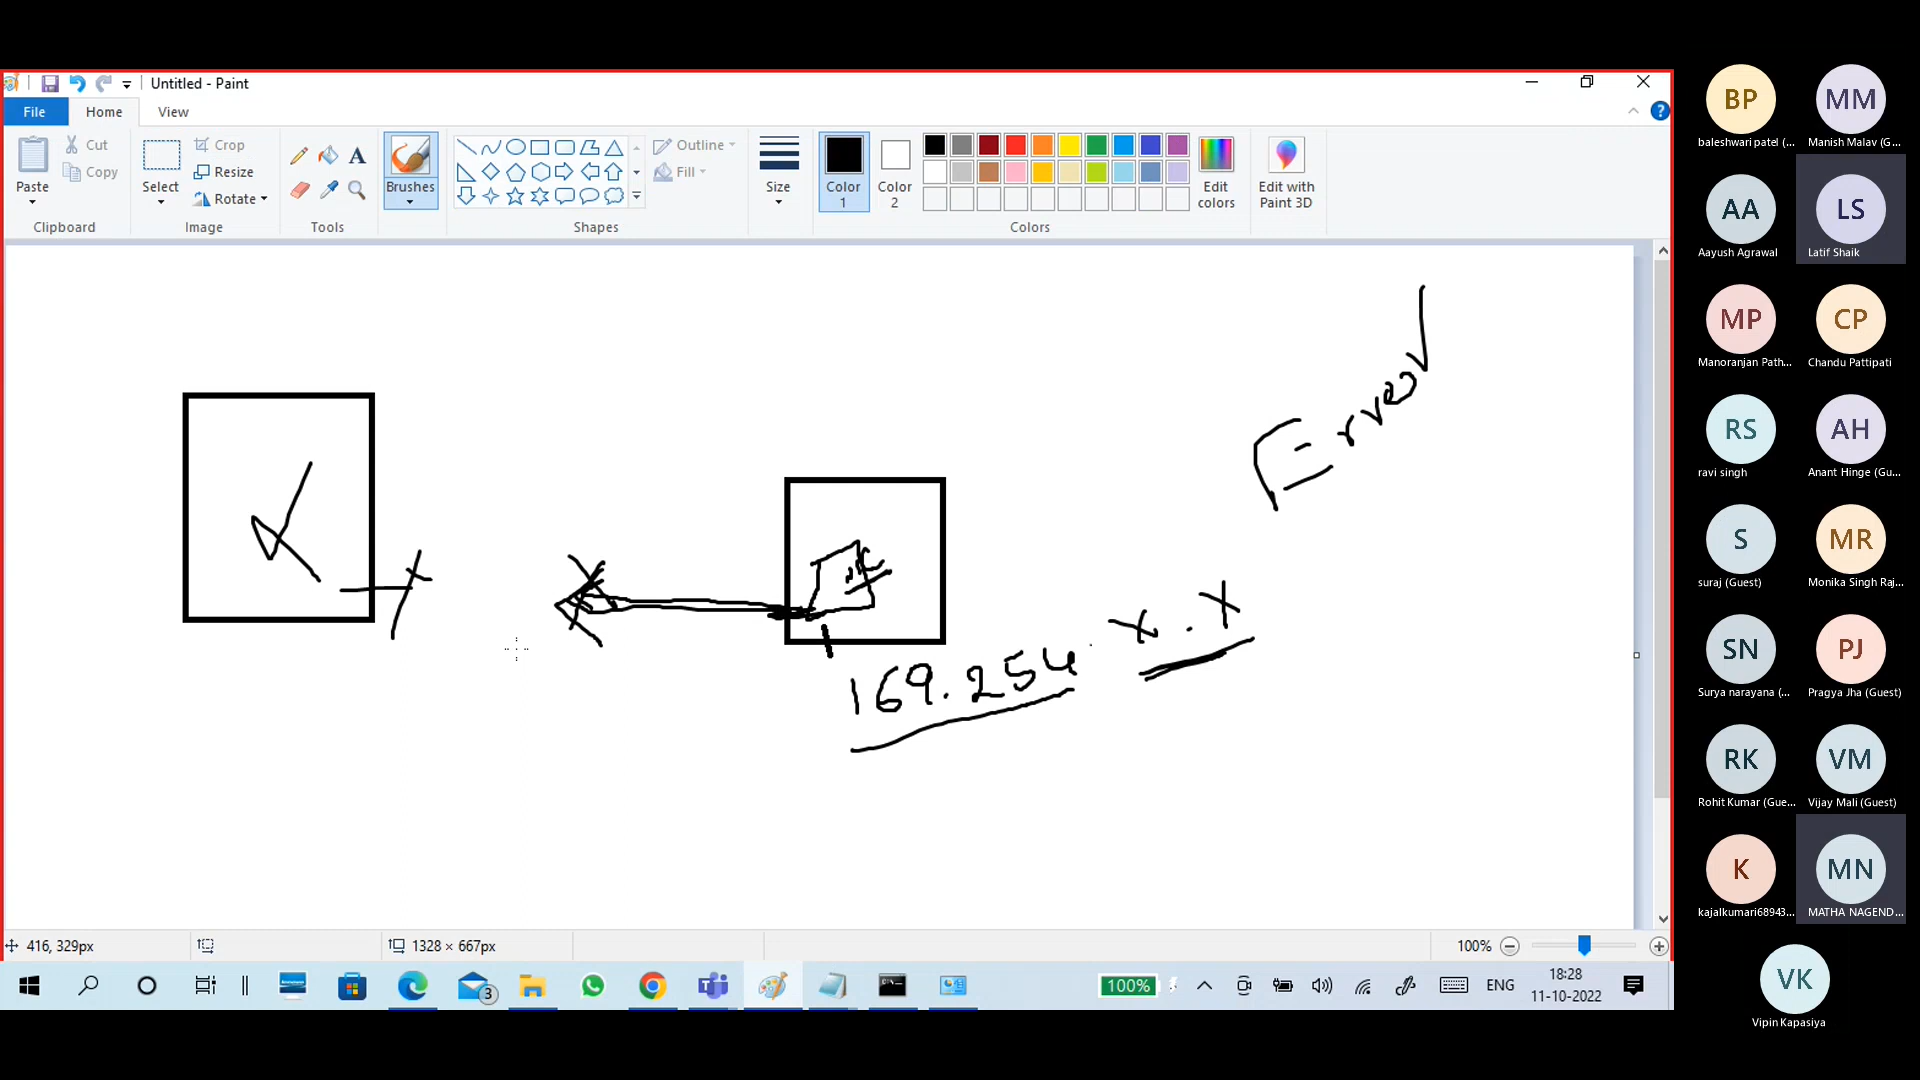 Untitled - Paint
File
Home
View
Paste
Cut
Copy
Clipboard
Select
Crop
Resize
Rotate
Image
A
Tools
Brushes
Shapes
Outline
Fill
Size
Color 1
Color 2
Edit colors
Colors
Edit with Paint 3D
169.254.x.x
416, 329px
1328 × 667px
100%
3
100%
ENG
18:28
11-10-2022
BP
baleshwari patel (...
MM
Manish Malav (G...
AA
Aayush Agrawal
LS
Latif Shaik
MP
Manoranjan Path...
CP
Chandu Pattipati
RS
ravi singh
AH
Anant Hinge (Gu...
S
suraj (Guest)
MR
Monika Singh Raj...
SN
Surya narayana (...
PJ
Pragya Jha (Guest)
RK
Rohit Kumar (Gue...
VM
Vijay Mali (Guest)
K
kajalkumari68943...
MN
MATHA NAGEND...
VK
Vipin Kapasiya